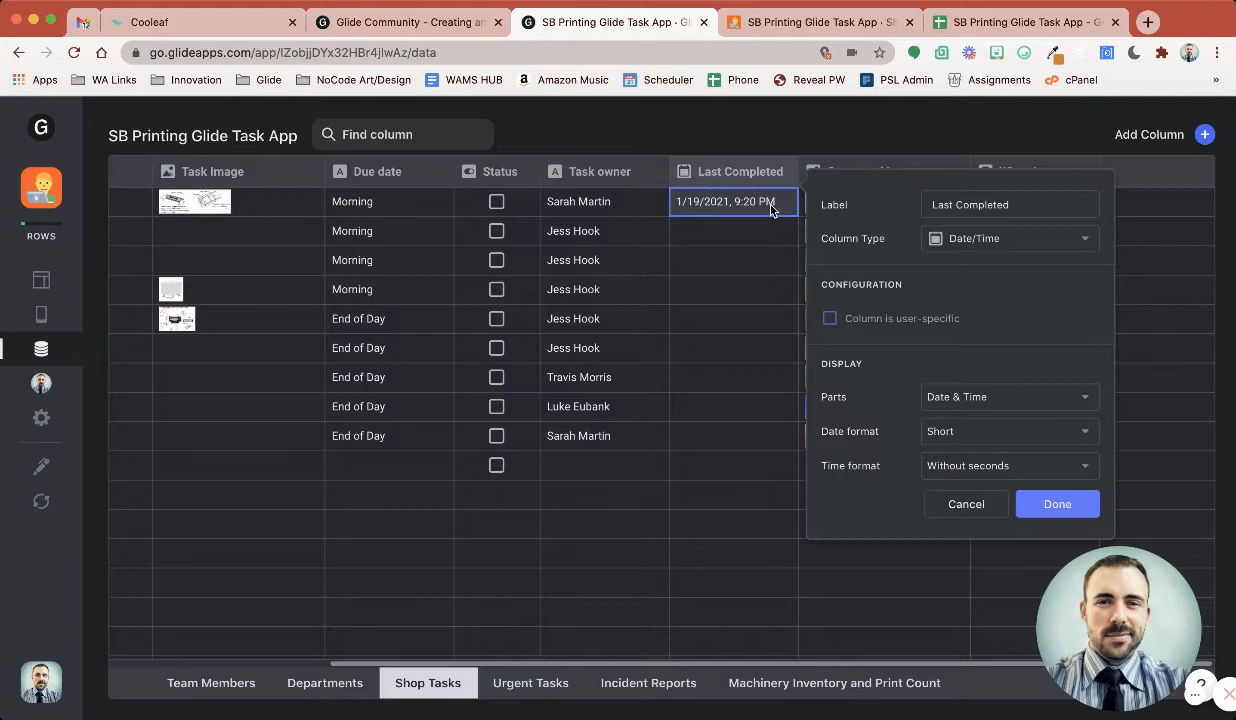 Cooleaf
Glide Community - Creating an
SB Printing Glide Task App - Gl
SB Printing Glide Task App · Sh
SB Printing Glide Task App - G
go.glideapps.com/app/IZobjjDYx32HBr4jlwAz/data
Apps
WA Links
Innovation
Glide
NoCode Art/Design
WAMS HUB
Amazon Music
Scheduler
Phone
Reveal PW
PSL Admin
Assignments
cPanel
»
G
SB Printing Glide Task App
Find column
Add Column
ROWS
Task Image
Due date
Status
Task owner
Last Completed
Morning
Sarah Martin
1/19/2021, 9:20 PM
Morning
Jess Hook
Morning
Jess Hook
Morning
Jess Hook
End of Day
Jess Hook
End of Day
Jess Hook
End of Day
Travis Morris
End of Day
Luke Eubank
End of Day
Sarah Martin
Label
Last Completed
Column Type
Date/Time
CONFIGURATION
Column is user-specific
DISPLAY
Parts
Date & Time
Date format
Short
Time format
Without seconds
Cancel
Done
Team Members
Departments
Shop Tasks
Urgent Tasks
Incident Reports
Machinery Inventory and Print Count
?